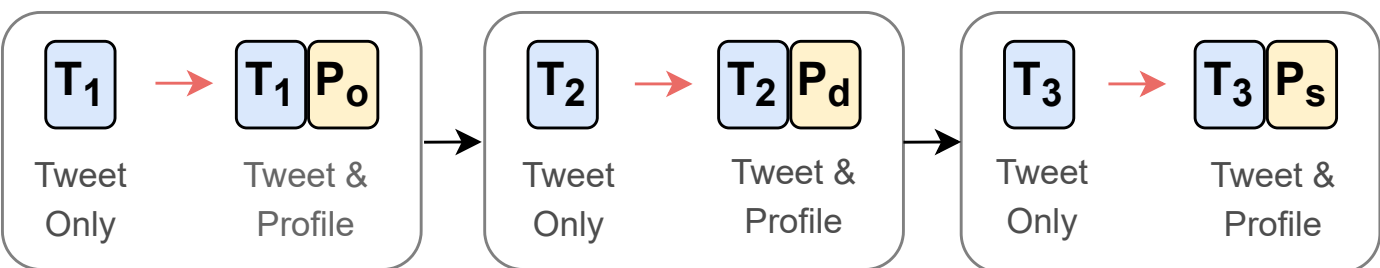 T1 T1 Po
Tweet Only
Tweet & Profile
T2 T2 Pd
Tweet Only
Tweet & Profile
T3 T3 Ps
Tweet Only
Tweet & Profile